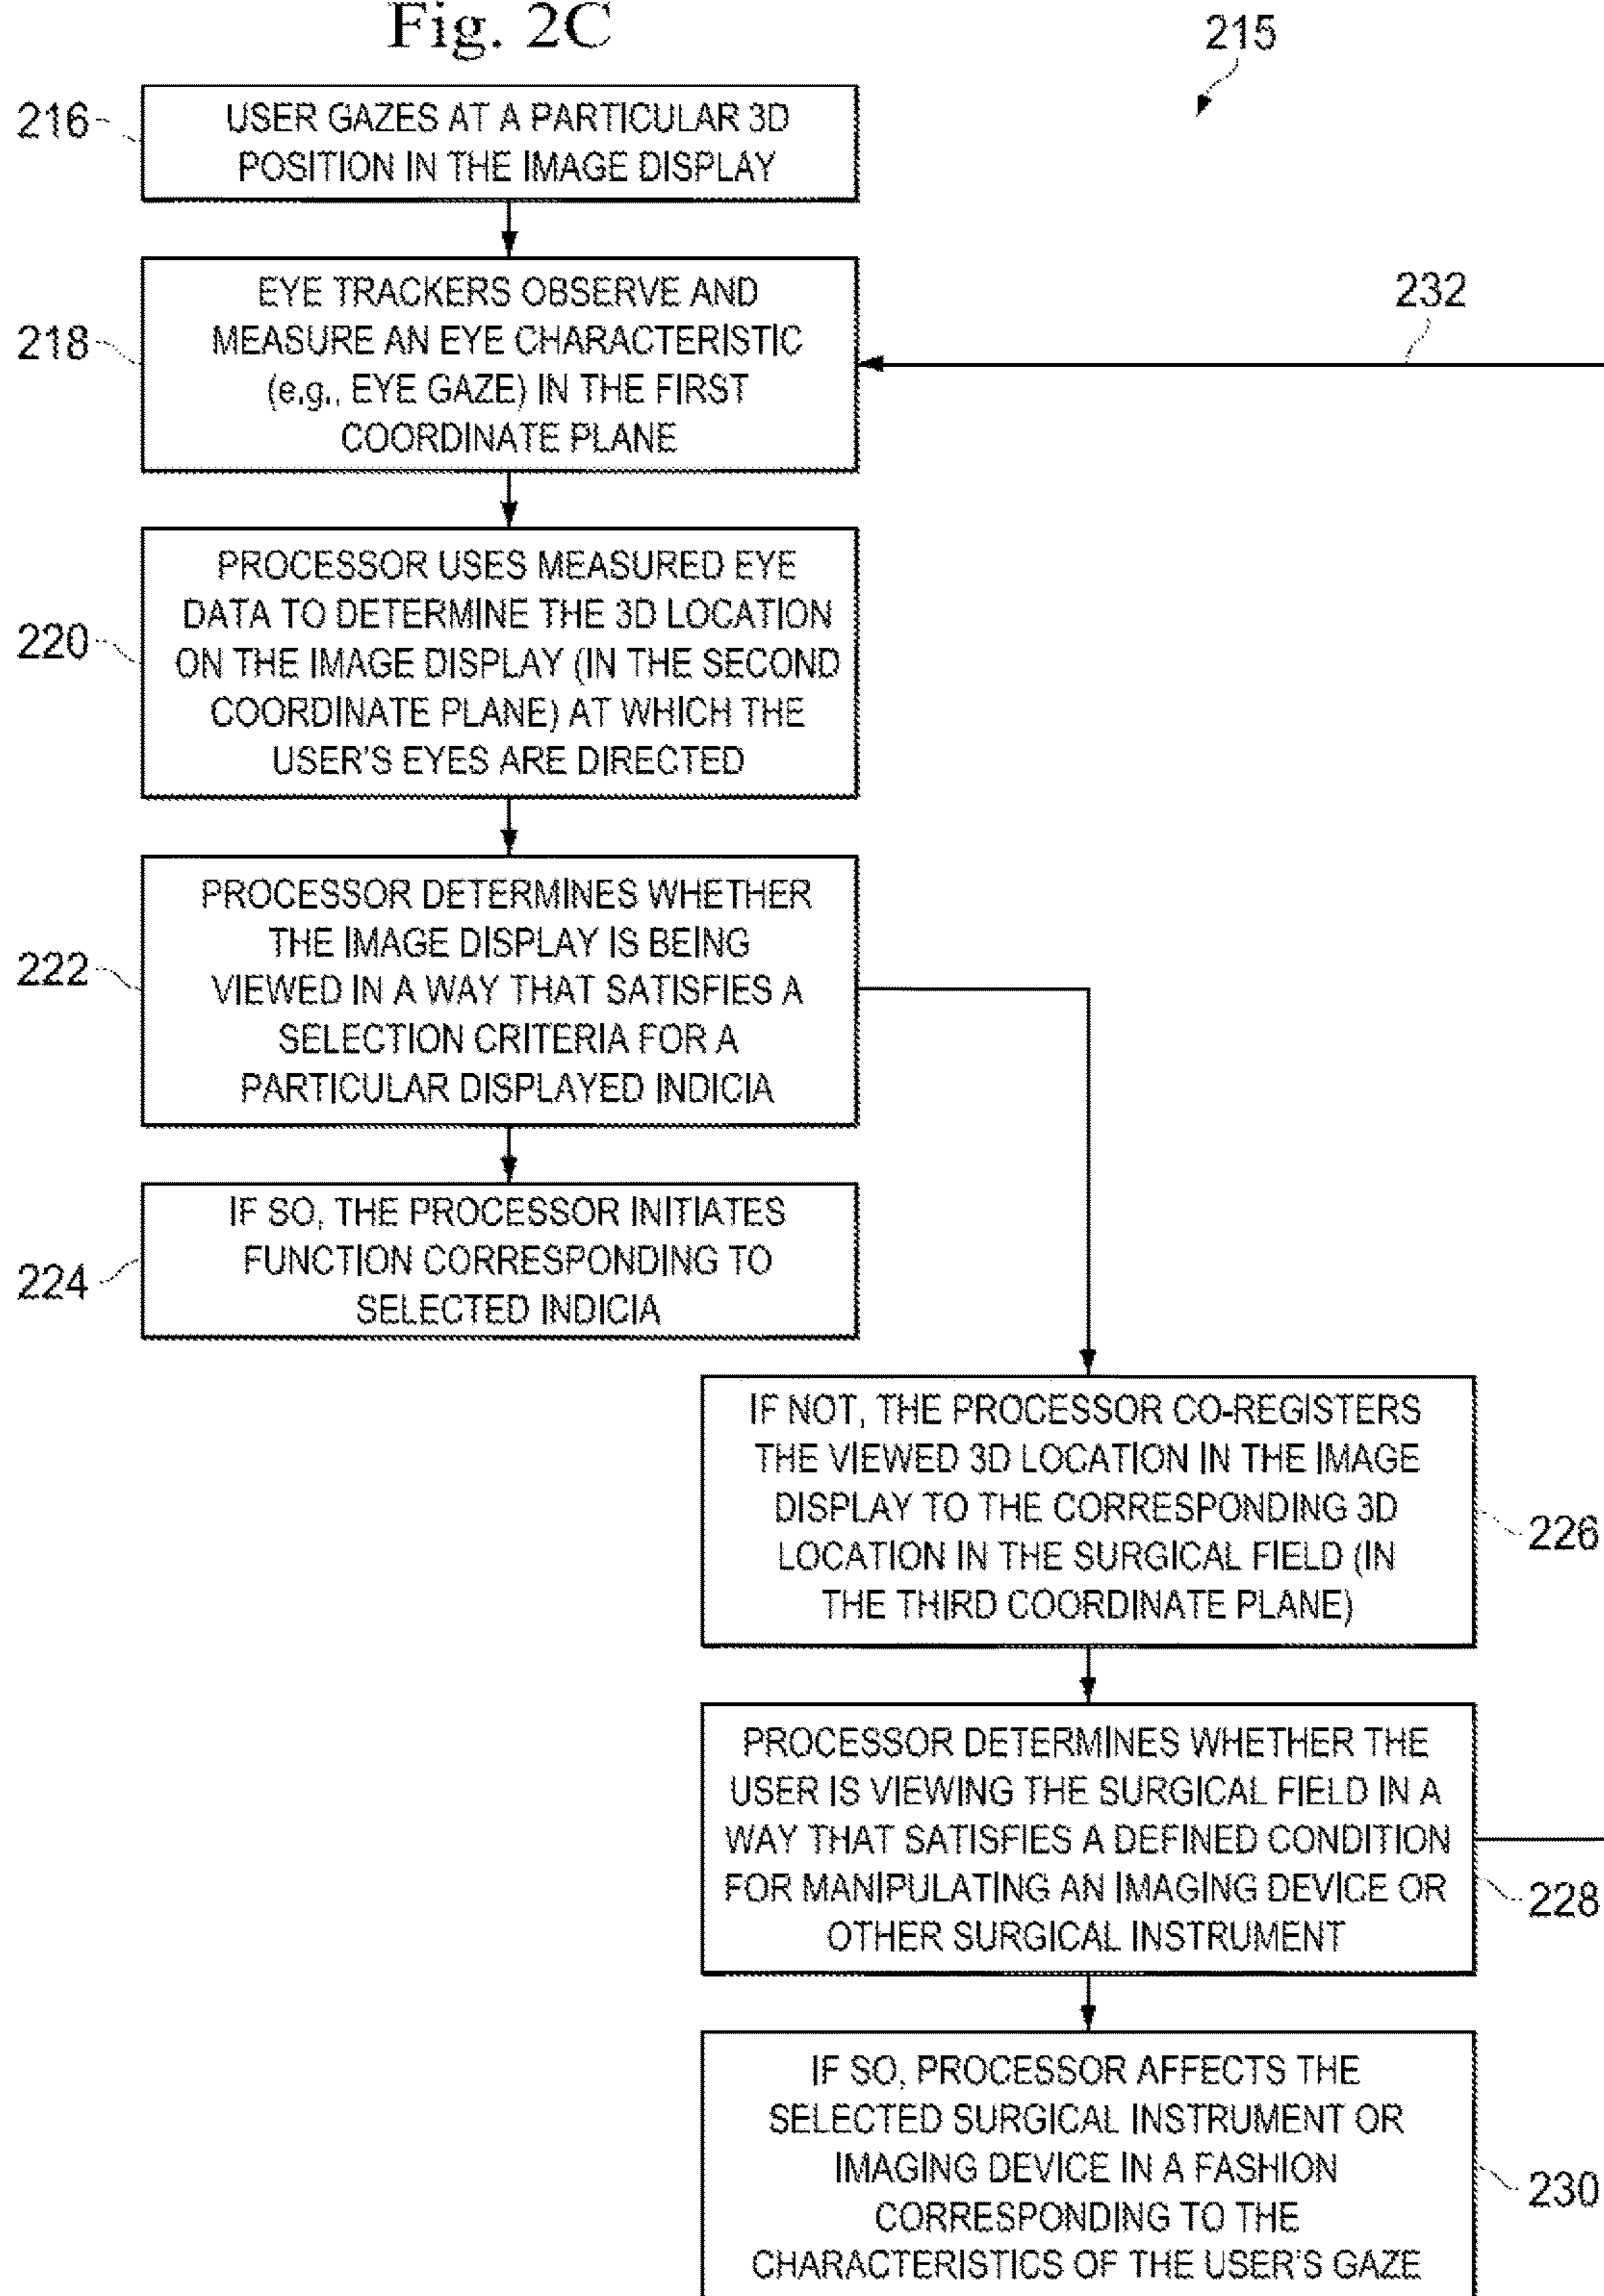 Fig. 2C
215
216
USER GAZES AT A PARTICULAR 3D
POSITION IN THE IMAGE DISPLAY
218
EYE TRACKERS OBSERVE AND
MEASURE AN EYE CHARACTERISTIC
(e.g., EYE GAZE) IN THE FIRST
COORDINATE PLANE
232
220
PROCESSOR USES MEASURED EYE
DATA TO DETERMINE THE 3D LOCATION
ON THE IMAGE DISPLAY (IN THE SECOND
COORDINATE PLANE) AT WHICH THE
USER'S EYES ARE DIRECTED
222
PROCESSOR DETERMINES WHETHER
THE IMAGE DISPLAY IS BEING
VIEWED IN A WAY THAT SATISFIES A
SELECTION CRITERIA FOR A
PARTICULAR DISPLAYED INDICIA
224
IF SO, THE PROCESSOR INITIATES
FUNCTION CORRESPONDING TO
SELECTED INDICIA
IF NOT, THE PROCESSOR CO-REGISTERS
THE VIEWED 3D LOCATION IN THE IMAGE
DISPLAY TO THE CORRESPONDING 3D
LOCATION IN THE SURGICAL FIELD (IN
THE THIRD COORDINATE PLANE)
226
PROCESSOR DETERMINES WHETHER THE
USER IS VIEWING THE SURGICAL FIELD IN A
WAY THAT SATISFIES A DEFINED CONDITION
FOR MANIPULATING AN IMAGING DEVICE OR
OTHER SURGICAL INSTRUMENT
228
IF SO, PROCESSOR AFFECTS THE
SELECTED SURGICAL INSTRUMENT OR
IMAGING DEVICE IN A FASHION
CORRESPONDING TO THE
CHARACTERISTICS OF THE USER'S GAZE
230